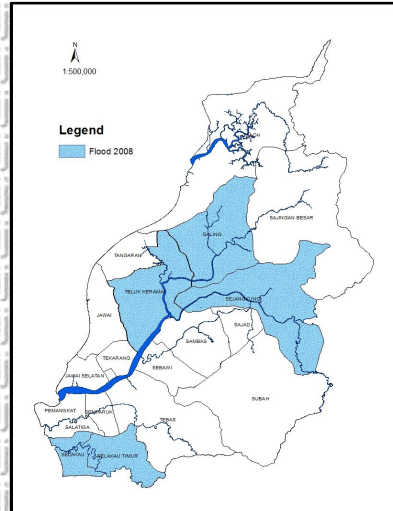 N
1:500,000
Legend
Flood 2008
SAJINGAN BESAR
GALING
TANGARAN
TELUK KERAMAT
SEJANGKUNG
JAWAI
SAJAD
SAMBAS
TEKARANG
SEBAWI
JAWAI SELATAN
SUBAH
PEMANGKAT
SEMPARUK
TEBAS
SALATIGA
SELAKAU
SELAKAU TIMUR